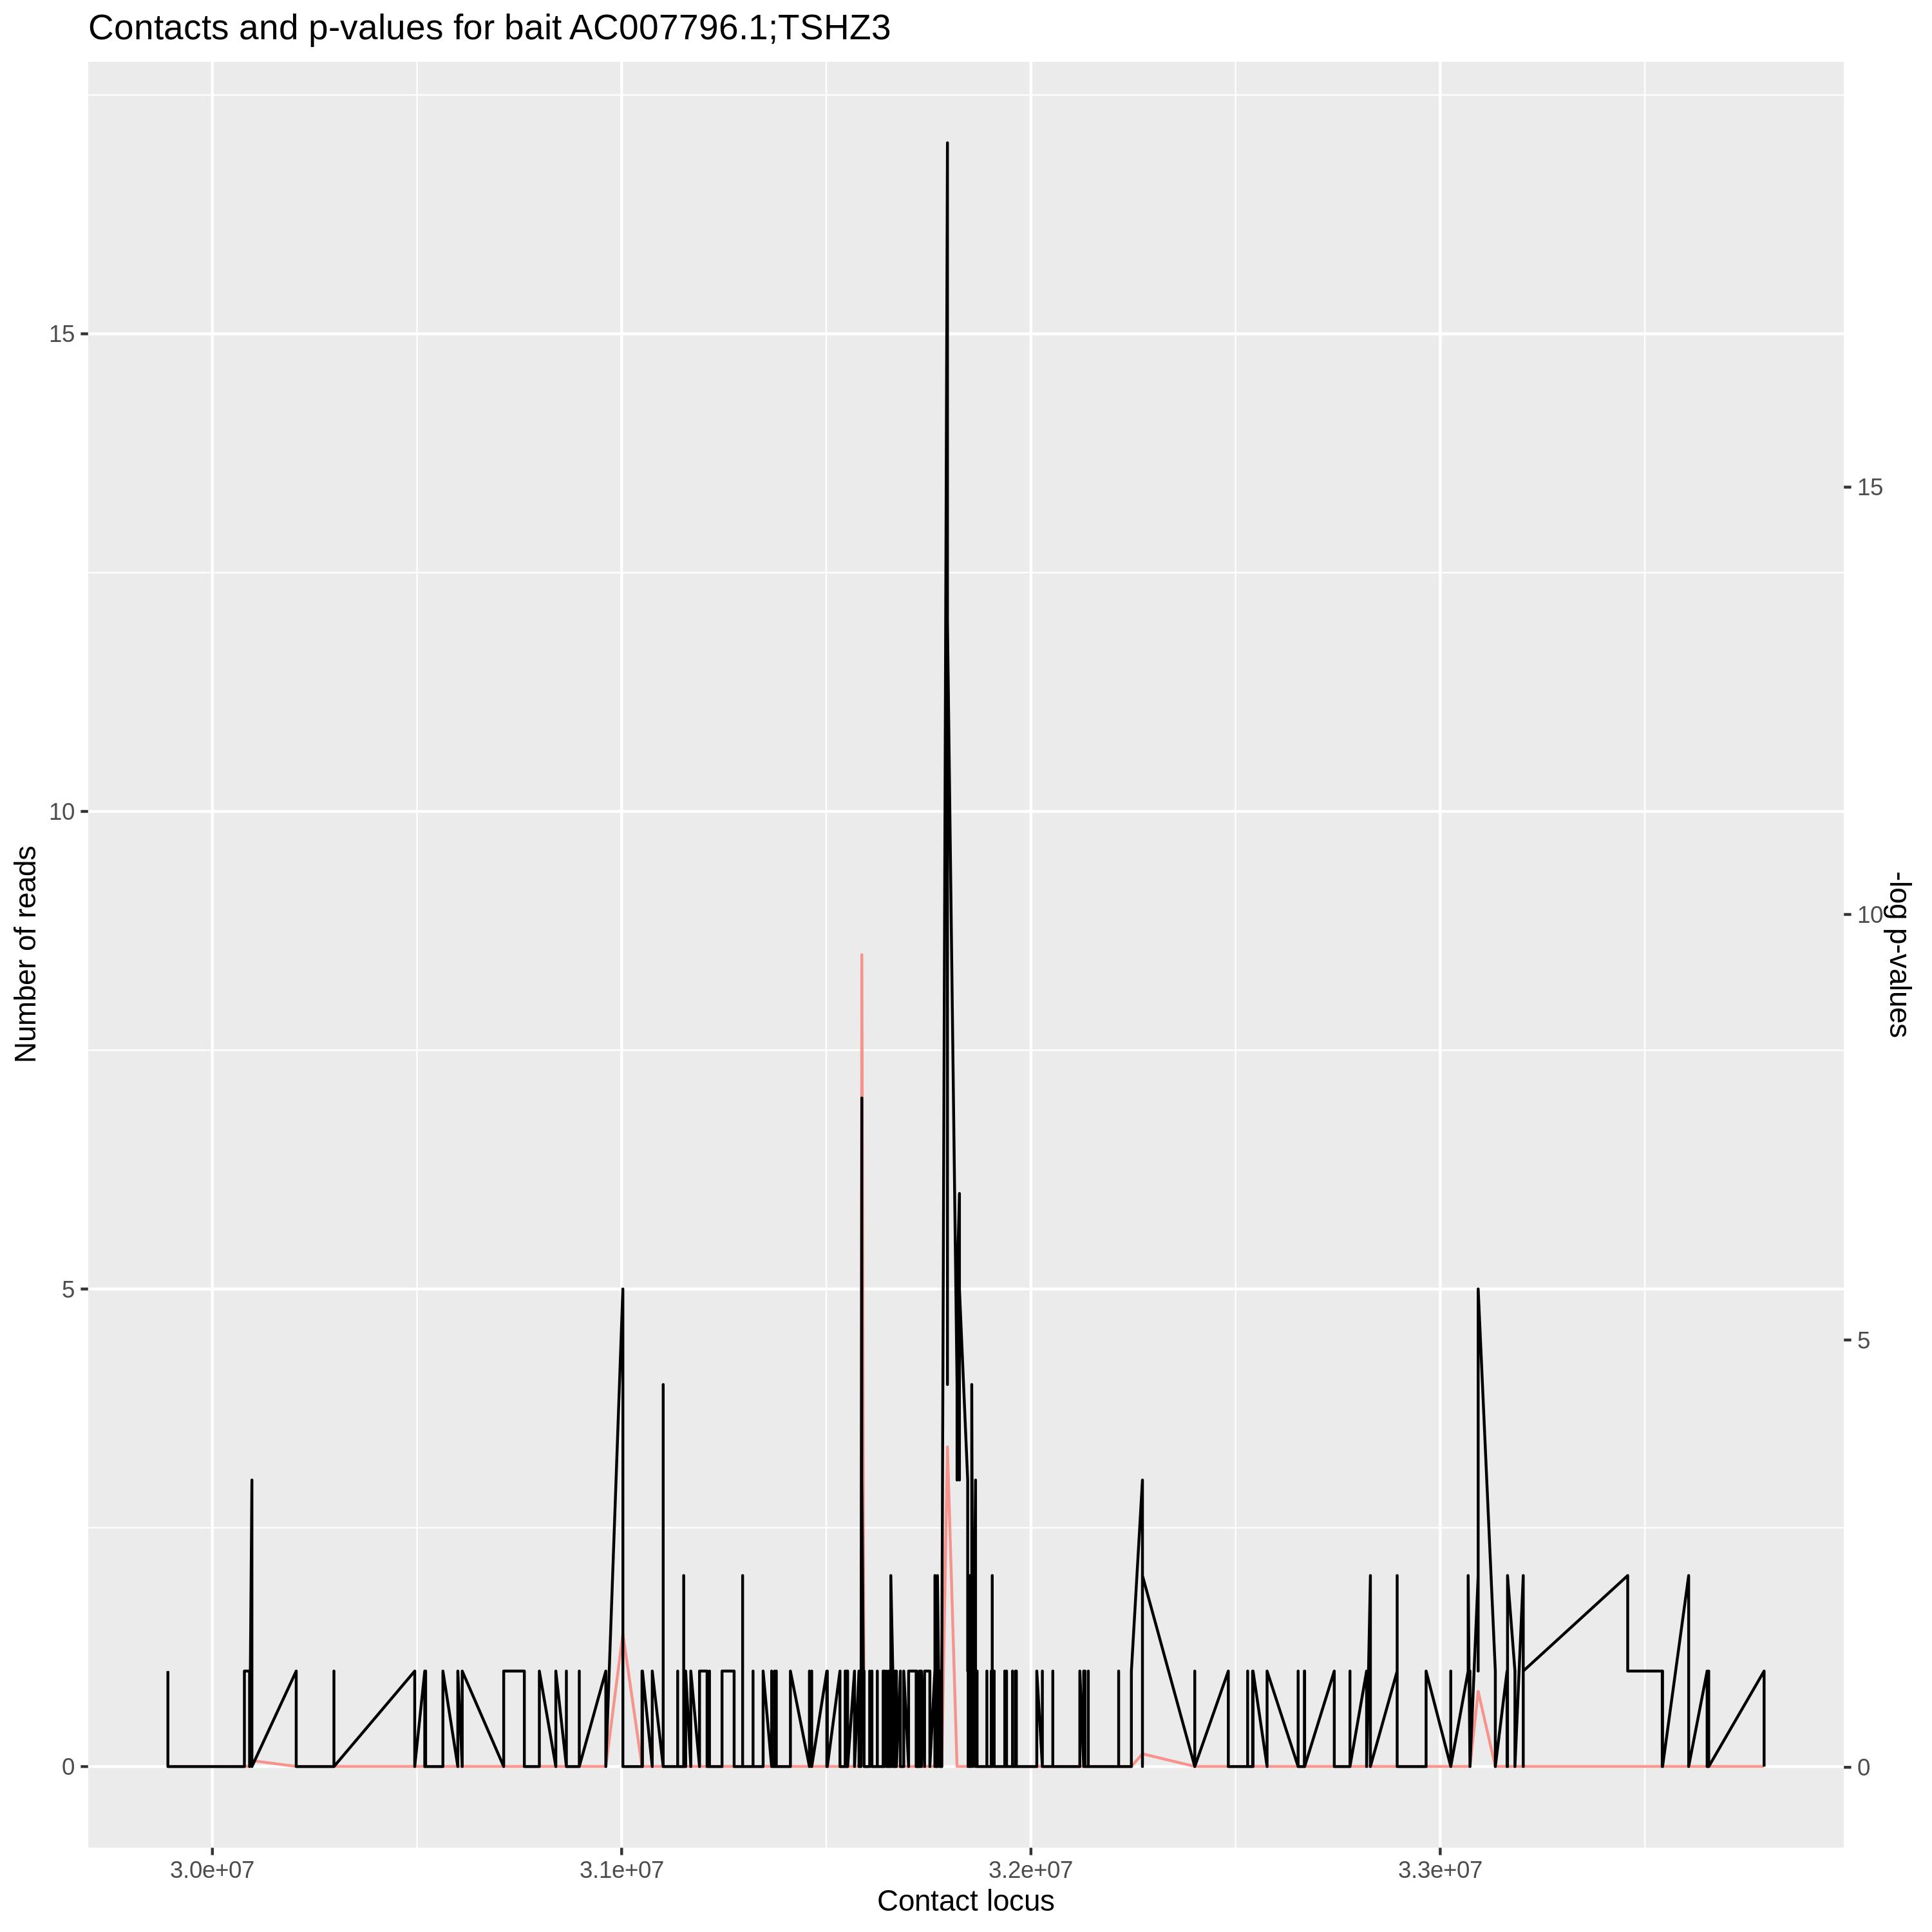 Contacts and p-values for bait AC007796.1;TSHZ3
Number of reads
15
10
5
0
15
10
5
0
-log p-values
3.0e+07
3.1e+07
3.2e+07
3.3e+07
Contact locus